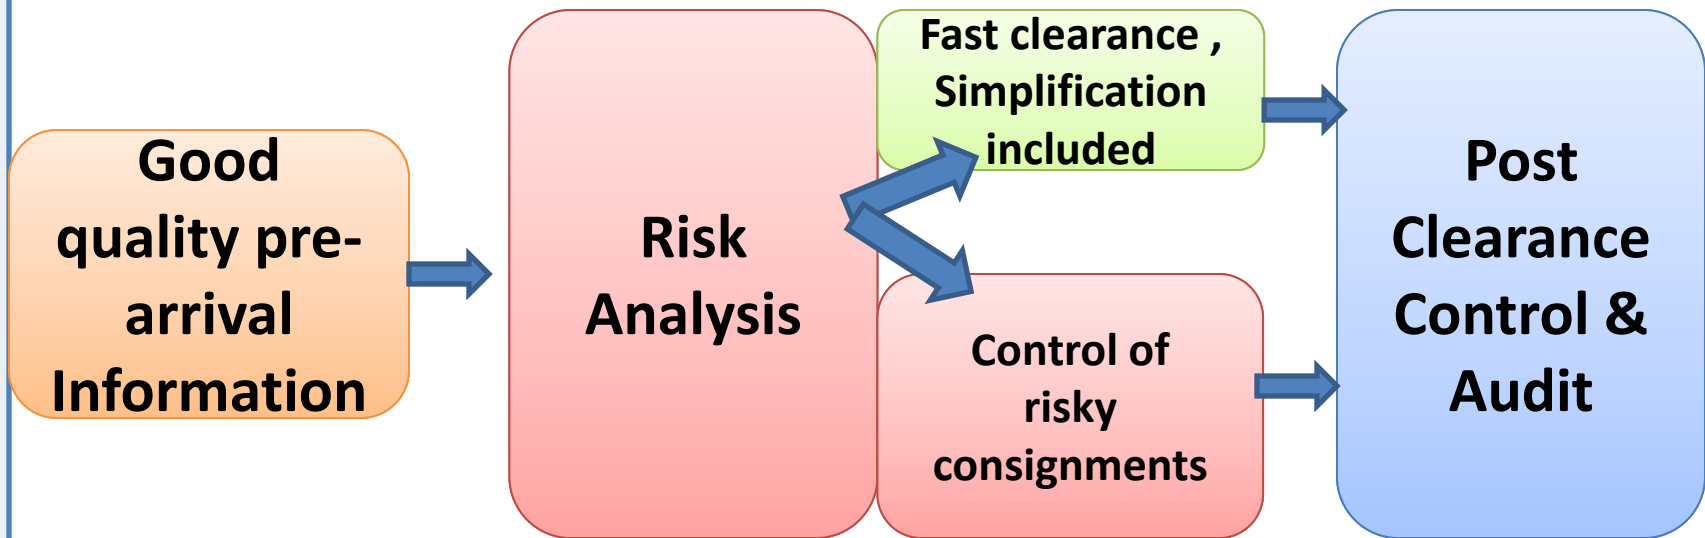 Good
quality pre-
arrival
Information
Risk
Analysis
Fast clearance ,
Simplification
included
Control of
risky
consignments
Post
Clearance
Control &
Audit